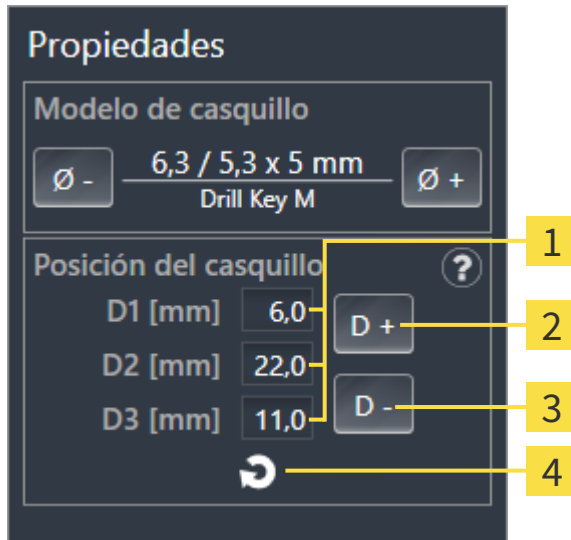 Propiedades
Modelo de casquillo
Ø - 6,3 / 5,3 x 5 mm Ø +
Drill Key M
Posición del casquillo ?
1
D1 [mm] 6,0 D + 2
D2 [mm] 22,0
D3 [mm] 11,0 D - 3
4